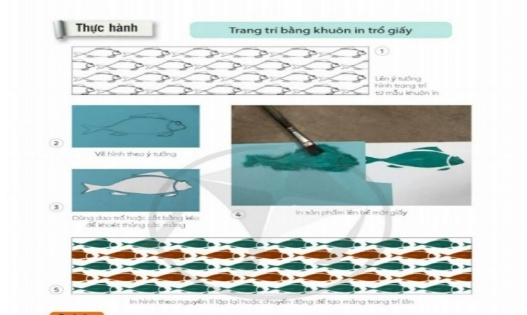 Thực hành
Trang trí bằng khuôn in trổ giấy
1
Lên ý tưởng
hình trang trí
từ mẫu khuôn in
2
Vẽ hình theo ý tưởng
3
Dùng dao trổ hoặc cắt bằng kéo
để khoét thủng các mảng
4
In sản phẩm lên bề mặt giấy
5
In hình theo nguyên lí lặp lại hoặc chuyển động để tạo mảng trang trí lớn